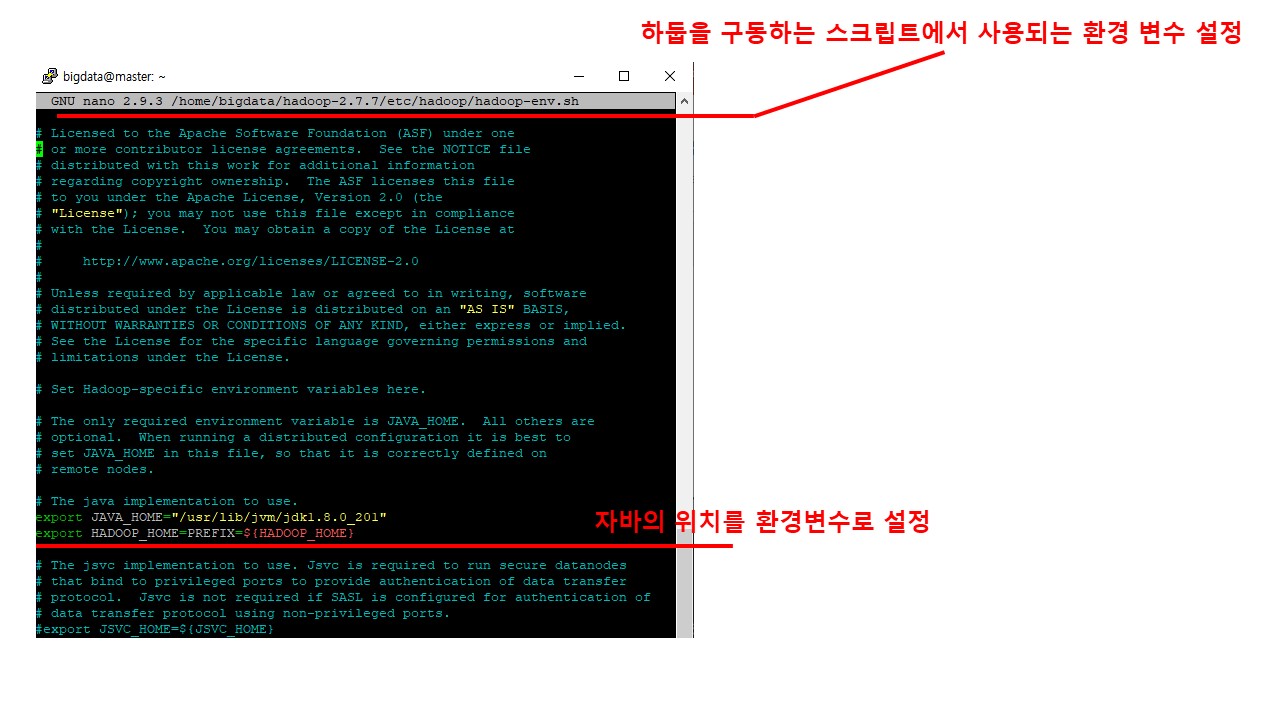 하둡을 구동하는 스크립트에서 사용되는 환경 변수 설정
bigdata@master: ~
GNU nano 2.9.3 /home/bigdata/hadoop-2.7.7/etc/hadoop/hadoop-env.sh
# Licensed to the Apache Software Foundation (ASF) under one
# or more contributor license agreements.  See the NOTICE file
# distributed with this work for additional information
# regarding copyright ownership.  The ASF licenses this file
# to you under the Apache License, Version 2.0 (the
# "License"); you may not use this file except in compliance
# with the License.  You may obtain a copy of the License at
#
#     http://www.apache.org/licenses/LICENSE-2.0
#
# Unless required by applicable law or agreed to in writing, software
# distributed under the License is distributed on an "AS IS" BASIS,
# WITHOUT WARRANTIES OR CONDITIONS OF ANY KIND, either express or implied.
# See the License for the specific language governing permissions and
# limitations under the License.
# Set Hadoop-specific environment variables here.
# The only required environment variable is JAVA_HOME.  All others are
# optional.  When running a distributed configuration it is best to
# set JAVA_HOME in this file, so that it is correctly defined on
# remote nodes.
# The java implementation to use.
export JAVA_HOME="/usr/lib/jvm/jdk1.8.0_201"
자바의 위치를 환경변수로 설정
export HADOOP_HOME=PREFIX=${HADOOP_HOME}
# The jsvc implementation to use. Jsvc is required to run secure datanodes
# that bind to privileged ports to provide authentication of data transfer
# protocol.  Jsvc is not required if SASL is configured for authentication of
# data transfer protocol using non-privileged ports.
#export JSVC_HOME=${JSVC_HOME}